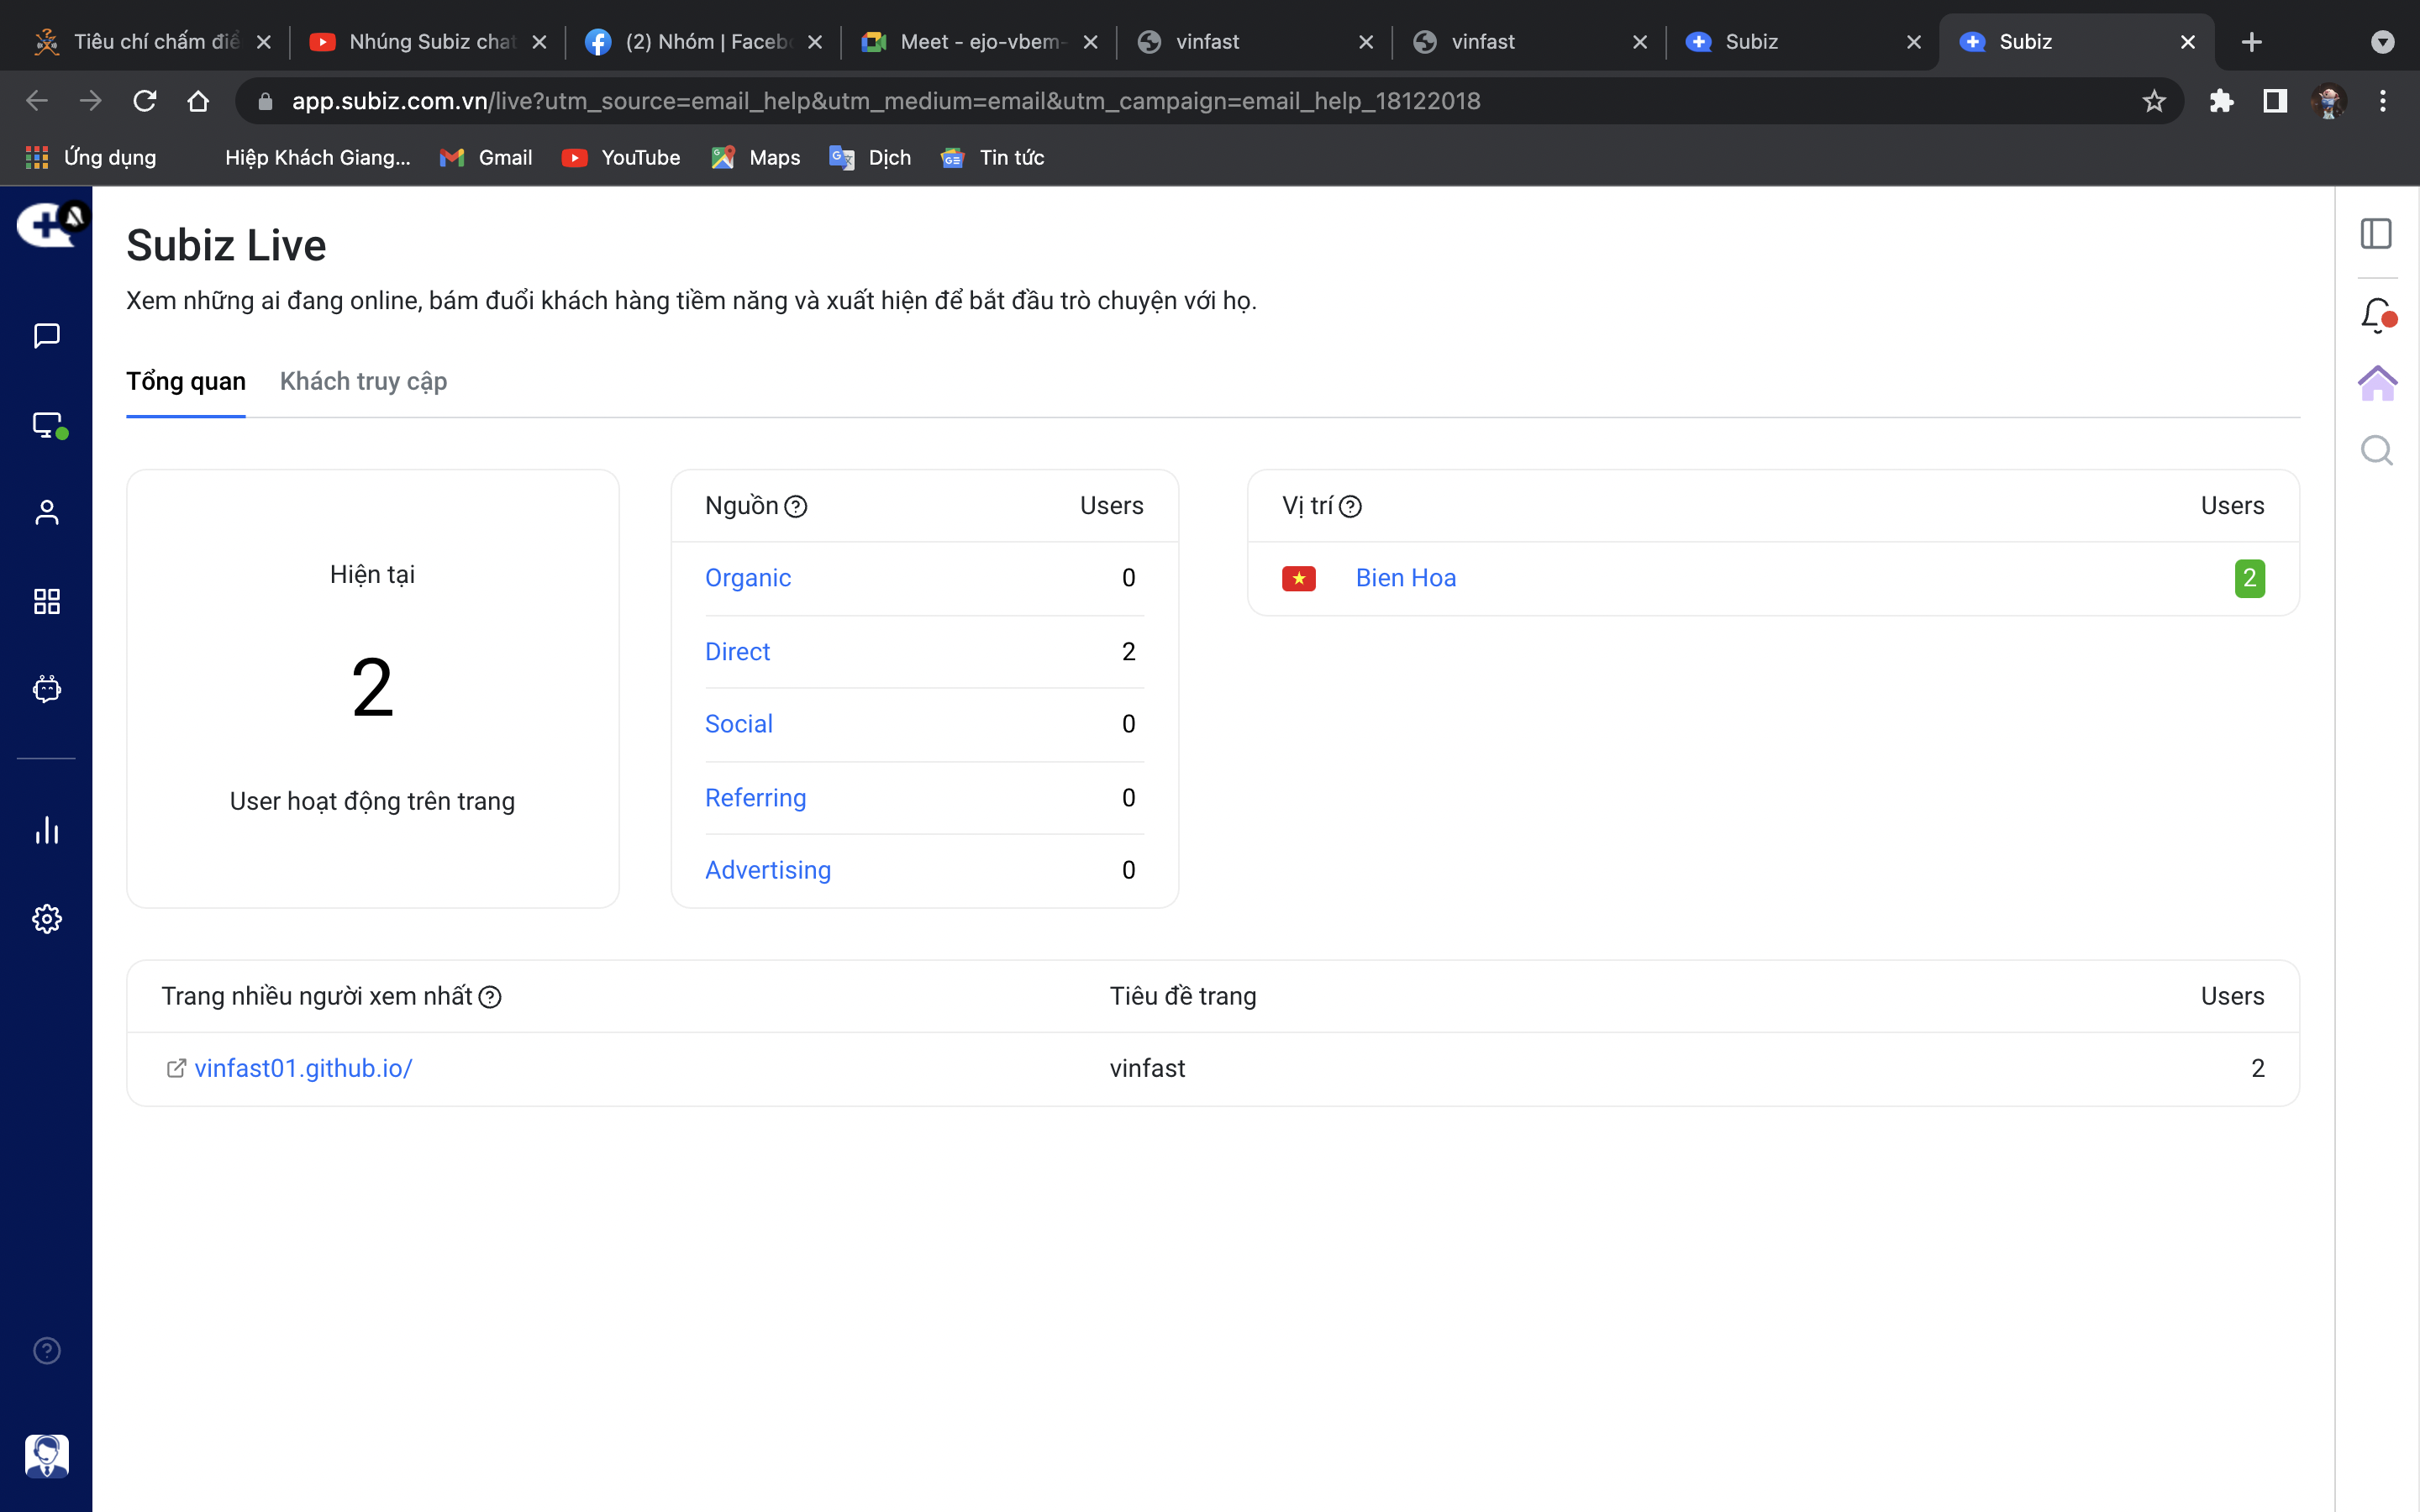 Tiêu chí chấm điể
Nhúng Subiz chat
(2) Nhóm | Facebo
Meet - ejo-vbem-
vinfast
vinfast
Subiz
Subiz
app.subiz.com.vn/live?utm_source=email_help&utm_medium=email&utm_campaign=email_help_18122018
Ứng dụng
Hiệp Khách Giang...
Gmail
YouTube
Maps
Dịch
Tin tức
Subiz Live
Xem những ai đang online, bám đuổi khách hàng tiềm năng và xuất hiện để bắt đầu trò chuyện với họ.
Tổng quan
Khách truy cập
Hiện tại
2
User hoạt động trên trang
Nguồn Users
Organic 0
Direct 2
Social 0
Referring 0
Advertising 0
Vị trí Users
Bien Hoa 2
Trang nhiều người xem nhất Tiêu đề trang Users
vinfast01.github.io/ vinfast 2